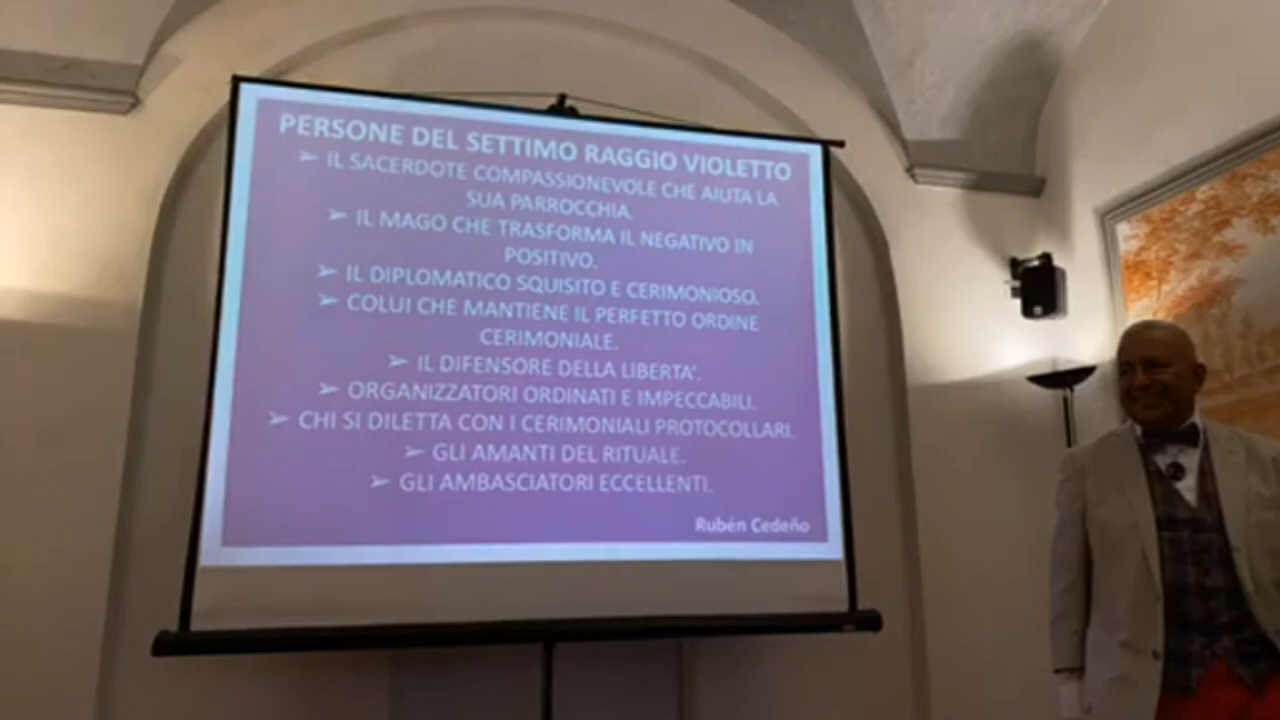 PERSONE DEL SETTIMO RAGGIO VIOLETTO
➢ IL SACERDOTE COMPASSIONEVOLE CHE AIUTA LA
SUA PARROCCHIA.
➢ IL MAGO CHE TRASFORMA IL NEGATIVO IN
POSITIVO.
➢ IL DIPLOMATICO SQUISITO E CERIMONIOSO.
➢ COLUI CHE MANTIENE IL PERFETTO ORDINE
CERIMONIALE.
➢ IL DIFENSORE DELLA LIBERTA'.
➢ ORGANIZZATORI ORDINATI E IMPECCABILI.
➢ CHI SI DILETTA CON I CERIMONIALI PROTOCOLLARI.
➢ GLI AMANTI DEL RITUALE.
➢ GLI AMBASCIATORI ECCELLENTI.
Rubén Cedeño